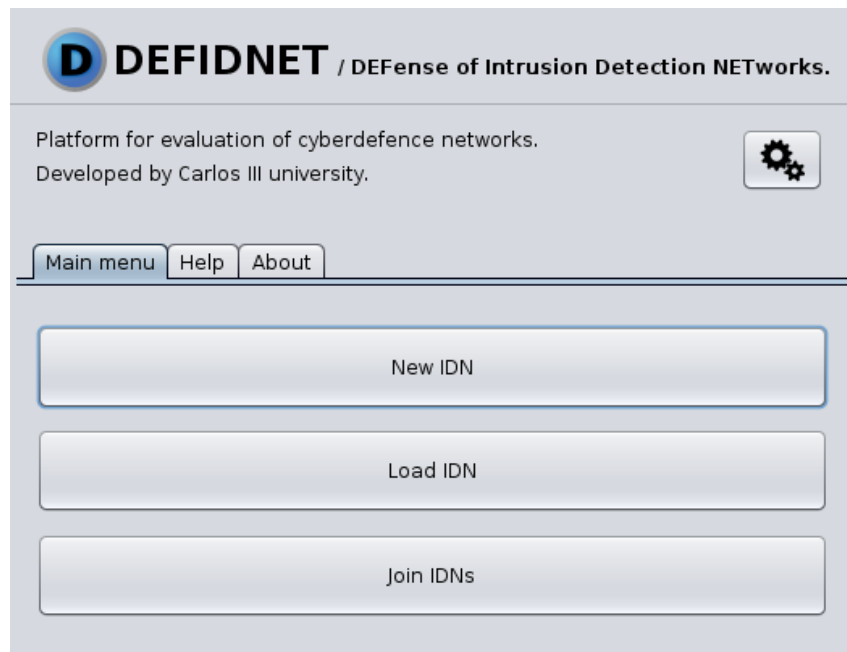 D DEFIDNET / DEFense of Intrusion Detection NETworks.
Platform for evaluation of cyberdefence networks.
Developed by Carlos III university.
Main menu Help About
New IDN
Load IDN
Join IDNs